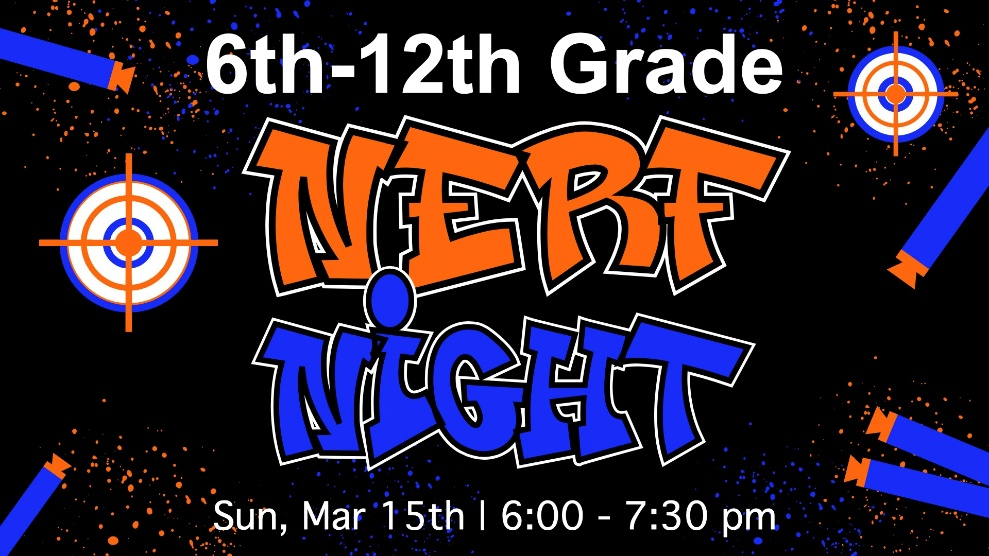 6th-12th Grade
NERF
NiGHT
Sun, Mar 15th | 6:00 - 7:30 pm